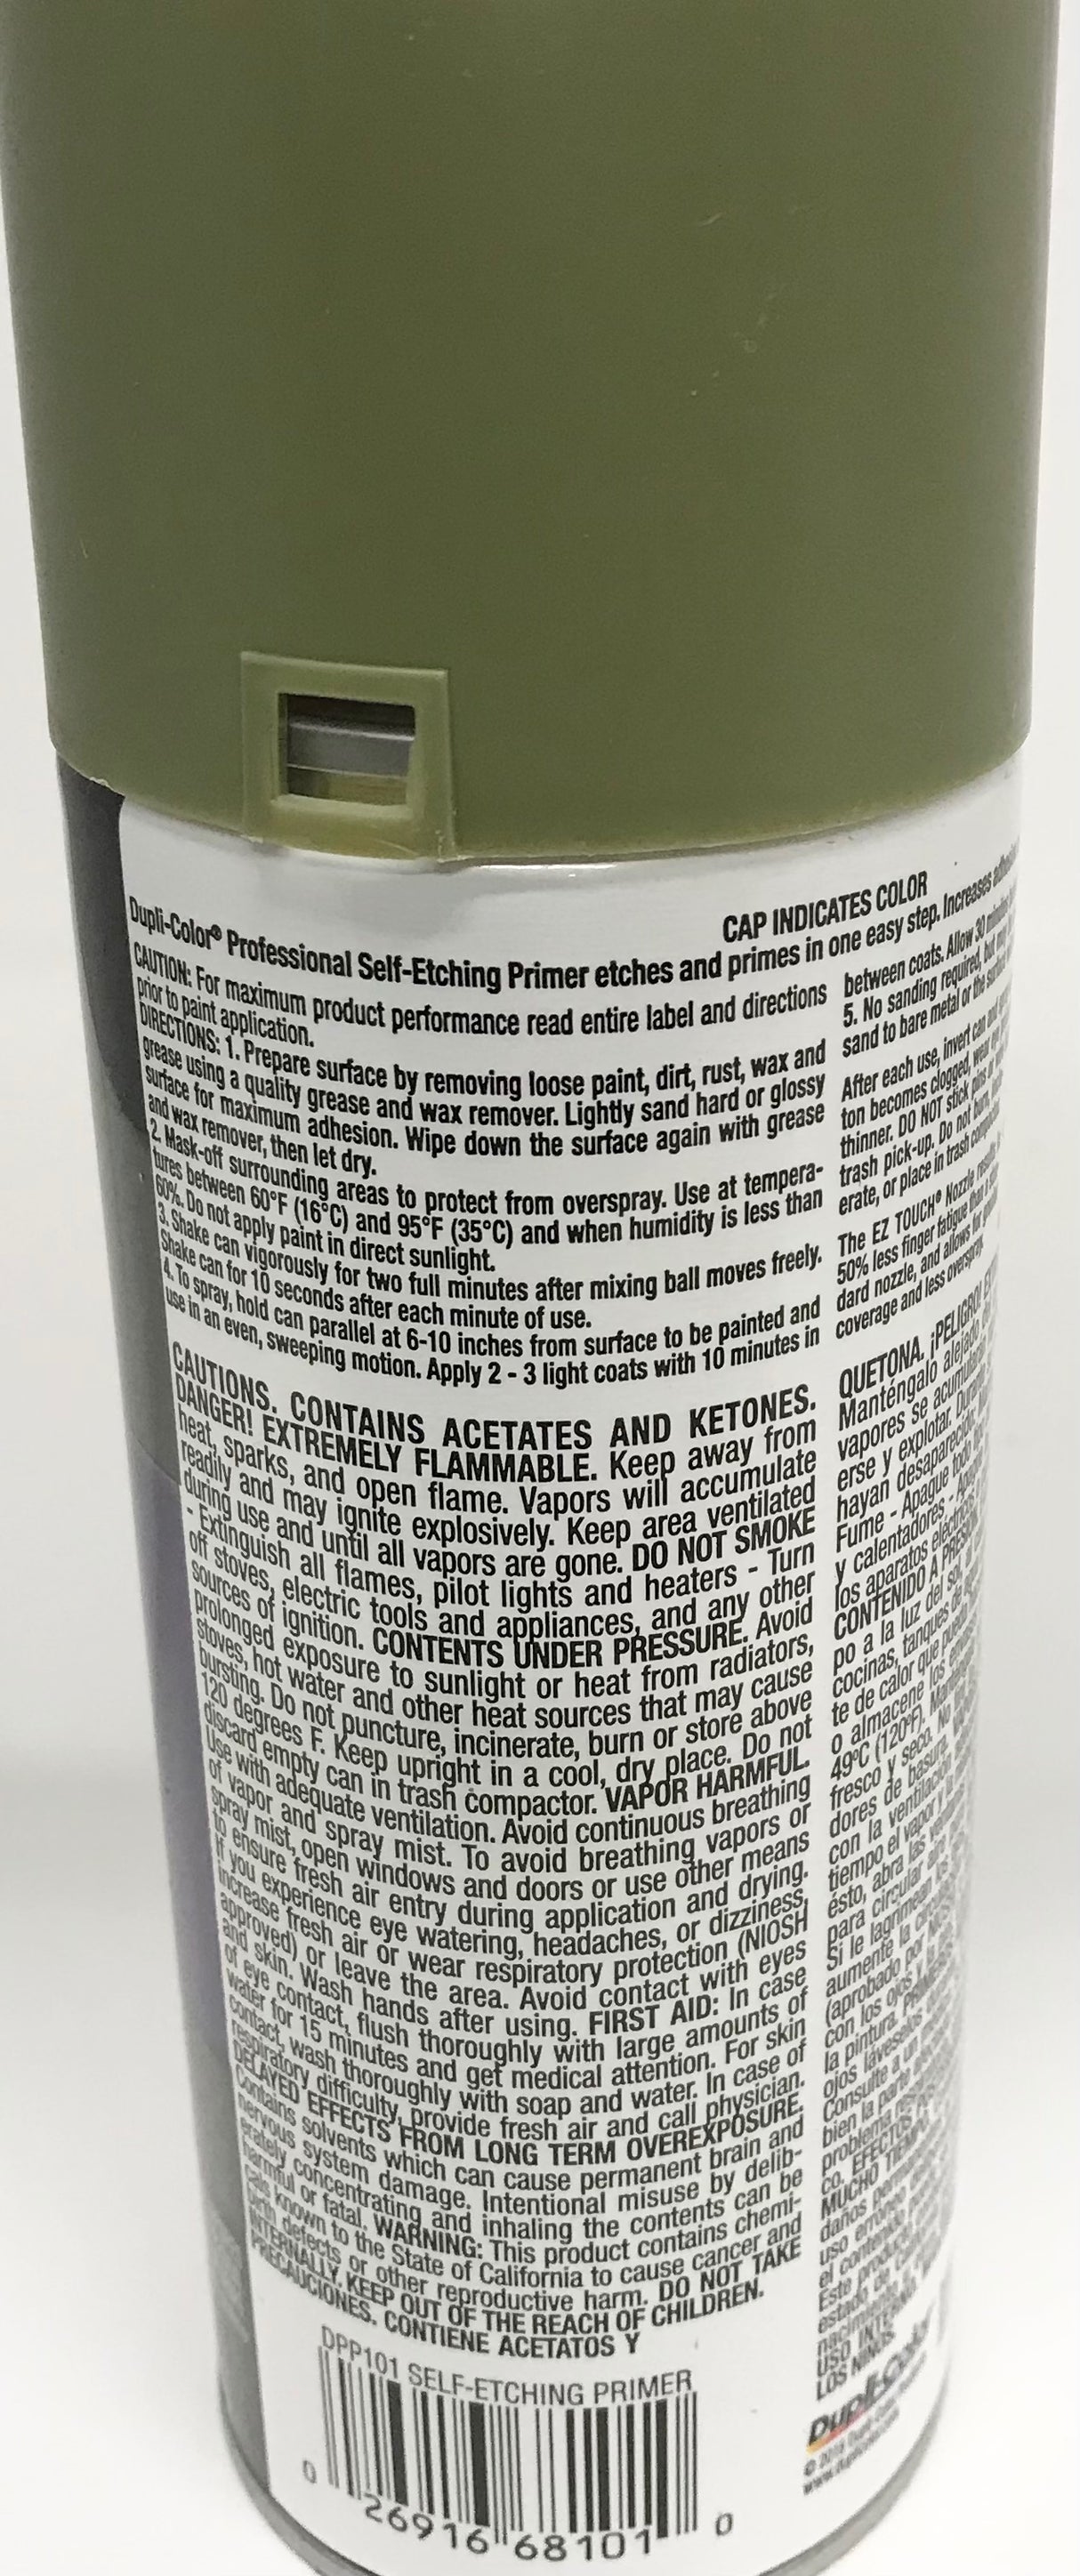 CAP INDICATES COLOR
Dupli-Color® Professional Self-Etching Primer etches and primes in one easy step. Increases
CAUTION: For maximum product performance read entire label and directions
prior to paint application.
DIRECTIONS: 1. Prepare surface by removing loose paint, dirt, rust, wax and
grease using a quality grease and wax remover. Lightly sand hard or glossy
surface for maximum adhesion. Wipe down the surface again with grease
and wax remover, then let dry.
2. Mask-off surrounding areas to protect from overspray. Use at tempera-
tures between 60°F (16°C) and 95°F (35°C) and when humidity is less than
60%. Do not apply paint in direct sunlight.
3. Shake can vigorously for two full minutes after mixing ball moves freely.
Shake can for 10 seconds after each minute of use.
4. To spray, hold can parallel at 6-10 inches from surface to be painted and
use in an even, sweeping motion. Apply 2 - 3 light coats with 10 minutes in
between coats. Allow 30
5. No sanding required, but may
sand to bare metal or the
After each use, invert can and
ton becomes clogged,
thinner. DO NOT stick pins or
trash pick-up. Do not burn,
erate, or place in trash
The EZ TOUCH® Nozzle
50% less finger fatigue than a
dard nozzle, and allows for
coverage and less overspray.
CAUTIONS. CONTAINS ACETATES AND KETONES.
DANGER! EXTREMELY FLAMMABLE. Keep away from
heat, sparks, and open flame. Vapors will accumulate
readily and may ignite explosively. Keep area ventilated
during use and until all vapors are gone. DO NOT SMOKE
- Extinguish all flames, pilot lights and heaters - Turn
off stoves, electric tools and appliances, and any other
sources of ignition. CONTENTS UNDER PRESSURE. Avoid
prolonged exposure to sunlight or heat from radiators,
stoves, hot water and other heat sources that may cause
bursting. Do not puncture, incinerate, burn or store above
120 degrees F. Keep upright in a cool, dry place. Do not
discard empty can in trash compactor. VAPOR HARMFUL.
Use with adequate ventilation. Avoid continuous breathing
of vapor and spray mist. To avoid breathing vapors or
spray mist, open windows and doors or use other means
to ensure fresh air entry during application and drying.
If you experience eye watering, headaches, or dizziness,
increase fresh air or wear respiratory protection (NIOSH
approved) or leave the area. Avoid contact with eyes
and skin. Wash hands after using. FIRST AID: In case
of eye contact, flush thoroughly with large amounts of
water for 15 minutes and get medical attention. For skin
contact, wash thoroughly with soap and water. In case of
respiratory difficulty, provide fresh air and call physician.
DELAYED EFFECTS FROM LONG TERM OVEREXPOSURE.
Contains solvents which can cause permanent brain and
nervous system damage. Intentional misuse by delib-
erately concentrating and inhaling the contents can be
harmful or fatal. WARNING: This product contains chemi-
cals known to the State of California to cause cancer and
birth defects or other reproductive harm. DO NOT TAKE
INTERNALLY. KEEP OUT OF THE REACH OF CHILDREN.
PRECAUCIONES. CONTIENE ACETATOS Y
QUETONA. ¡PELIGRO!
Manténgalo alejado
vapores se acumularán
erse y explotar.
hayan desaparecido.
Fume - Apague todo
y calentadores -
los aparatos eléctricos
CONTENIDO A PRESIÓN.
po a la luz del sol
cocinas, tanques de
te de calor que pueda
o almacene los envases
49°C (120°F).
fresco y seco. No
dores de basura.
con la ventilación
tiempo el vapor y
ésto, abra las
para circular aire
Si le lagrimean los
aumente la
(aprobado por
con los ojos y
la pintura.
ojos láveselos
Consulte a un
bien la parte
problema
co. EFECTOS
MUCHO TIEMPO
daños
uso erróneo
el contenido
Este producto
estado de
USO INTERNO.
LOS NIÑOS.
DPP101 SELF-ETCHING PRIMER
0 26916 68101 0
Dupli-Color